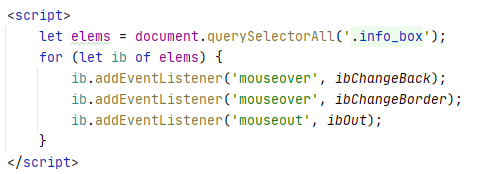 <script>
    let elems = document.querySelectorAll('.info_box');
    for (let ib of elems) {
        ib.addEventListener('mouseover', ibChangeBack);
        ib.addEventListener('mouseover', ibChangeBorder);
        ib.addEventListener('mouseout', ibOut);
    }
</script>